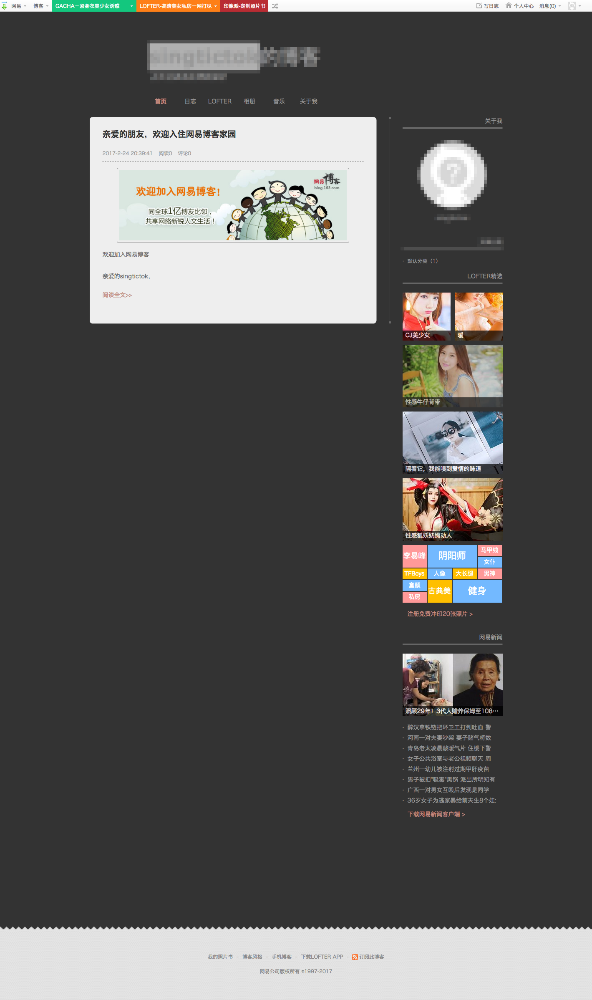 网易
博客
GACHA－紧身衣美少女诱惑
LOFTER-高清美女私房一网打尽
印像派-定制照片书
写日志
个人中心
消息(0)
singtictok的博客
首页
日志
LOFTER
相册
音乐
关于我
亲爱的朋友，欢迎入住网易博客家园
2017-2-24 20:39:41 阅读0 评论0
網易博客
blog.163.com
欢迎加入网易博客！
同全球1亿博友比邻，
共享网络新锐人文生活！
欢迎加入网易博客
亲爱的singtictok，
阅读全文>>
关于我
· 默认分类（1）
LOFTER精选
CJ美少女
暖
性感牛仔背带
隔着它，我能嗅到爱情的味道
性感狐妖妩媚动人
李易峰
阴阳师
马甲线
女仆
TFBoys
人像
大长腿
男神
童颜
私房
古典美
健身
注册免费冲印20张照片 >
网易新闻
照顾29年！3代人赡养保姆至108…
· 醉汉拿铁链把环卫工打到吐血 警
· 河南一对夫妻吵架 妻子赌气将数
· 青岛老太凌晨敲暖气片 住楼下警
· 女子公共浴室与老公视频聊天 周
· 兰州一幼儿被注射过期甲肝疫苗
· 男子被扣"吸毒"黑锅 派出所明知有
· 广西一对男女互殴后发现是同学
· 36岁女子为逃家暴给前夫生8个娃:
下载网易新闻客户端 >
我的照片书 - 博客风格 - 手机博客 - 下载LOFTER APP - 订阅此博客
网易公司版权所有 ©1997-2017